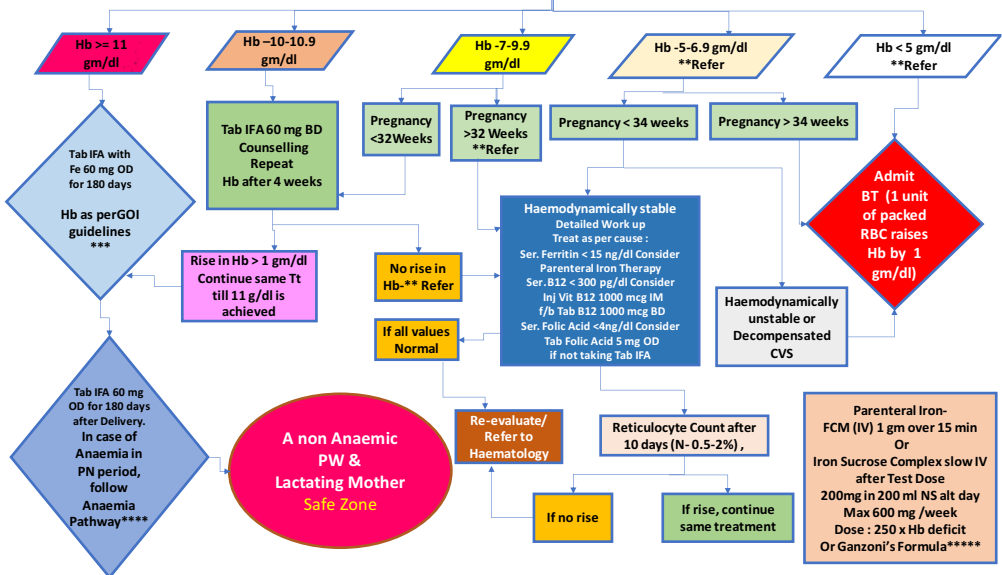 Hb >= 11
gm/dl
Hb –10-10.9
gm/dl
Hb -7-9.9
gm/dl
Hb -5-6.9 gm/dl
**Refer
Hb < 5 gm/dl
**Refer
Tab IFA with
Fe 60 mg OD
for 180 days
Hb as perGOI
guidelines
***
Tab IFA 60 mg BD
Counselling
Repeat
Hb after 4 weeks
Pregnancy
<32Weeks
Pregnancy
>32 Weeks
**Refer
Pregnancy < 34 weeks
Pregnancy > 34 weeks
Admit
BT (1 unit
of packed
RBC raises
Hb by 1
gm/dl)
Rise in Hb > 1 gm/dl
Continue same Tt
till 11 g/dl is
achieved
No rise in
Hb-** Refer
Haemodynamically stable
Detailed Work up
Treat as per cause :
Ser. Ferritin < 15 ng/dl Consider
Parenteral Iron Therapy
Ser.B12 < 300 pg/dl Consider
Inj Vit B12 1000 mcg IM
f/b Tab B12 1000 mcg BD
Ser. Folic Acid <4ng/dl Consider
Tab Folic Acid 5 mg OD
if not taking Tab IFA
Haemodynamically
unstable or
Decompensated
CVS
If all values
Normal
Tab IFA 60 mg
OD for 180 days
after Delivery.
In case of
Anaemia in
PN period,
follow
Anaemia
Pathway****
A non Anaemic
PW &
Lactating Mother
Safe Zone
Re-evaluate/
Refer to
Haematology
Reticulocyte Count after
10 days (N- 0.5-2%) ,
If no rise
If rise, continue
same treatment
Parenteral Iron-
FCM (IV) 1 gm over 15 min
Or
Iron Sucrose Complex slow IV
after Test Dose
200mg in 200 ml NS alt day
Max 600 mg /week
Dose : 250 x Hb deficit
Or Ganzoni's Formula*****